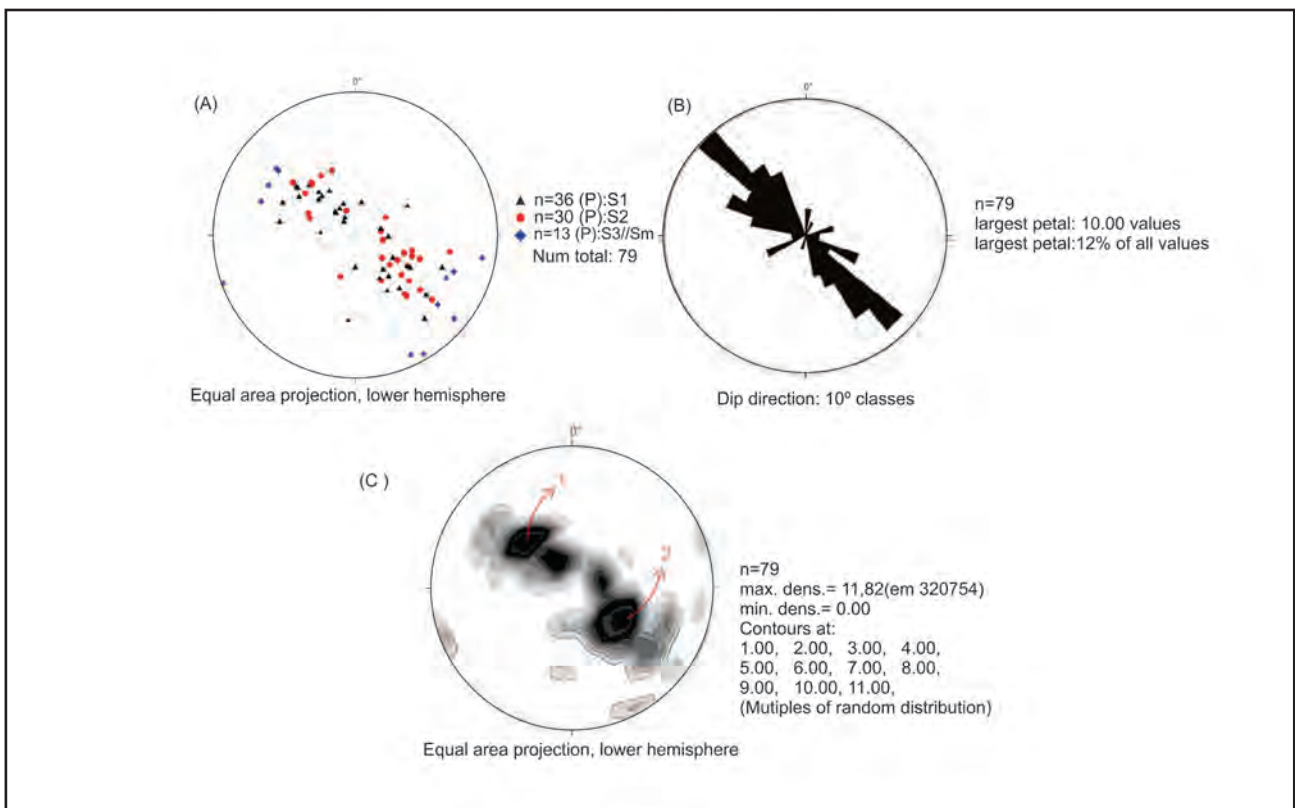 (A)
0°
▲ n=36 (P):S1
● n=30 (P):S2
◆ n=13 (P):S3//Sm
Num total: 79
Equal area projection, lower hemisphere
(B)
0°
n=79
largest petal: 10.00 values
largest petal:12% of all values
Dip direction: 10º classes
(C )
0°
1
2
n=79
max. dens.= 11,82(em 320754)
min. dens.= 0.00
Contours at:
1.00, 2.00, 3.00, 4.00,
5.00, 6.00, 7.00, 8.00,
9.00, 10.00, 11.00,
(Mutiples of random distribution)
Equal area projection, lower hemisphere